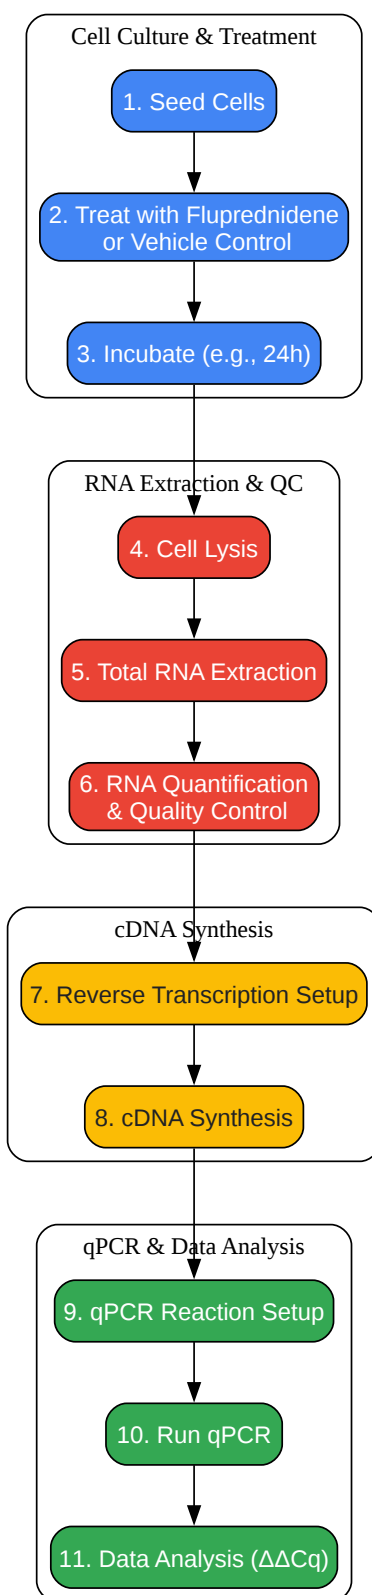 Cell Culture & Treatment
1. Seed Cells
2. Treat with Fluprednidene
or Vehicle Control
3. Incubate (e.g., 24h)
RNA Extraction & QC
4. Cell Lysis
5. Total RNA Extraction
6. RNA Quantification
& Quality Control
cDNA Synthesis
7. Reverse Transcription Setup
8. cDNA Synthesis
qPCR & Data Analysis
9. qPCR Reaction Setup
10. Run qPCR
11. Data Analysis (ΔΔCq)